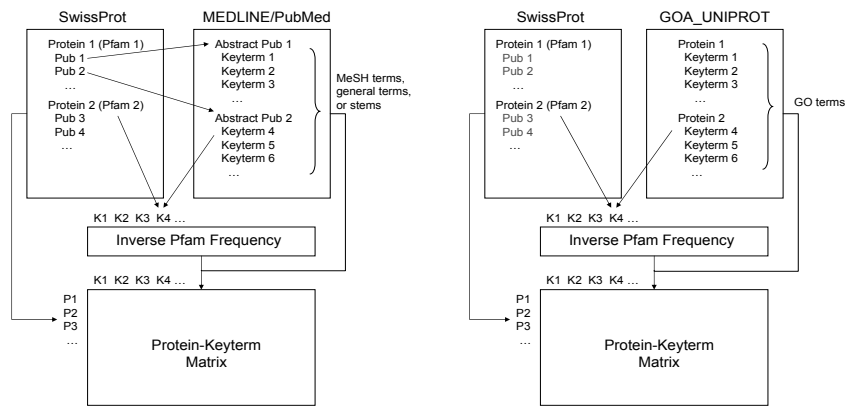 SwissProt
MEDLINE/PubMed
Protein 1 (Pfam 1)
Pub 1
Pub 2
…
Protein 2 (Pfam 2)
Pub 3
Pub 4
…
Abstract Pub 1
Keyterm 1
Keyterm 2
Keyterm 3
…
Abstract Pub 2
Keyterm 4
Keyterm 5
Keyterm 6
…
MeSH terms,
general terms,
or stems
K1 K2 K3 K4 …
Inverse Pfam Frequency
K1 K2 K3 K4 …
P1
P2
P3
…
Protein-Keyterm
Matrix
SwissProt
GOA_UNIPROT
Protein 1 (Pfam 1)
Pub 1
Pub 2
…
Protein 2 (Pfam 2)
Pub 3
Pub 4
…
Protein 1
Keyterm 1
Keyterm 2
Keyterm 3
…
Protein 2
Keyterm 4
Keyterm 5
Keyterm 6
…
GO terms
K1 K2 K3 K4 …
Inverse Pfam Frequency
K1 K2 K3 K4 …
P1
P2
P3
…
Protein-Keyterm
Matrix